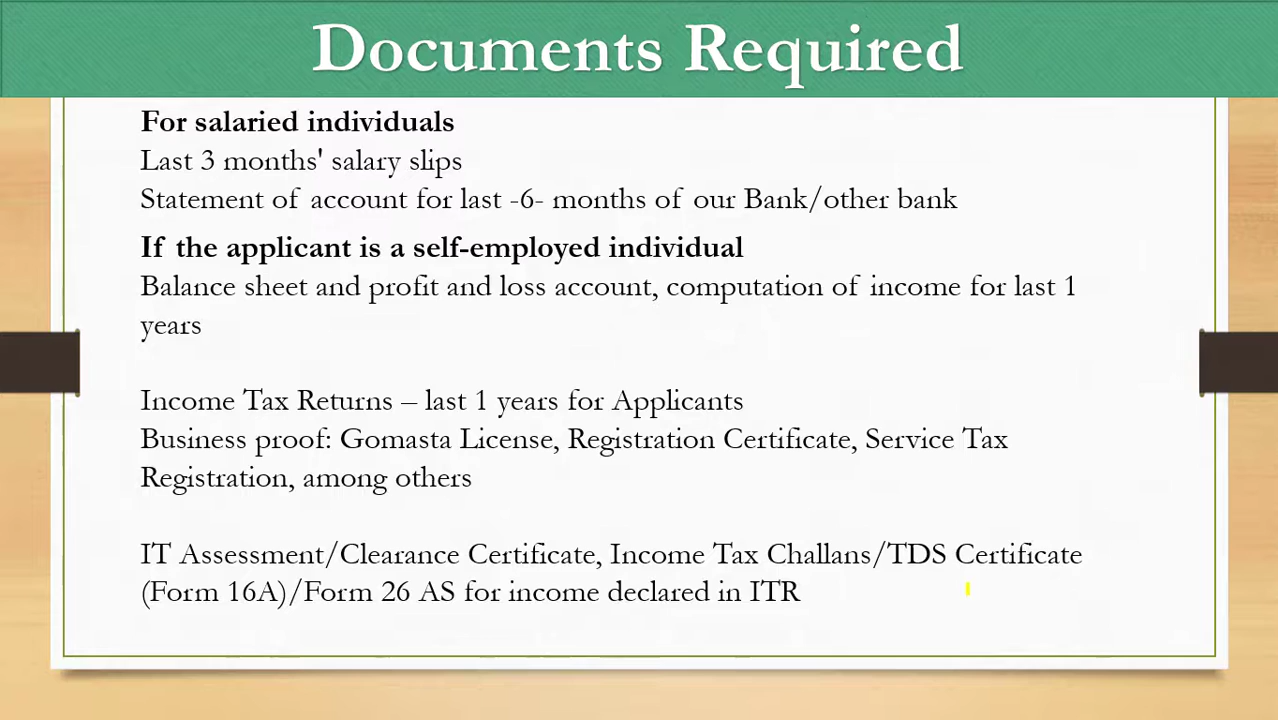 Documents Required
For salaried individuals
Last 3 months' salary slips
Statement of account for last -6- months of our Bank/other bank
If the applicant is a self-employed individual
Balance sheet and profit and loss account, computation of income for last 1
years
Income Tax Returns – last 1 years for Applicants
Business proof: Gomasta License, Registration Certificate, Service Tax
Registration, among others
IT Assessment/Clearance Certificate, Income Tax Challans/TDS Certificate
(Form 16A)/Form 26 AS for income declared in ITR